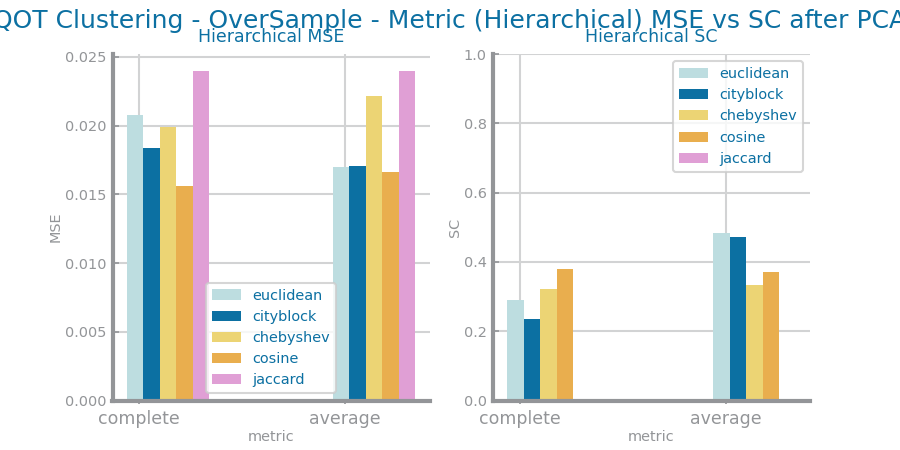 QOT Clustering - OverSample - Metric (Hierarchical) MSE vs SC after PCA
Hierarchical MSE
0.025
0.020
0.015
0.010
0.005
0.000
MSE
euclidean
cityblock
chebyshev
cosine
jaccard
complete
average
metric
Hierarchical SC
1.0
0.8
0.6
0.4
0.2
0.0
SC
euclidean
cityblock
chebyshev
cosine
jaccard
complete
average
metric